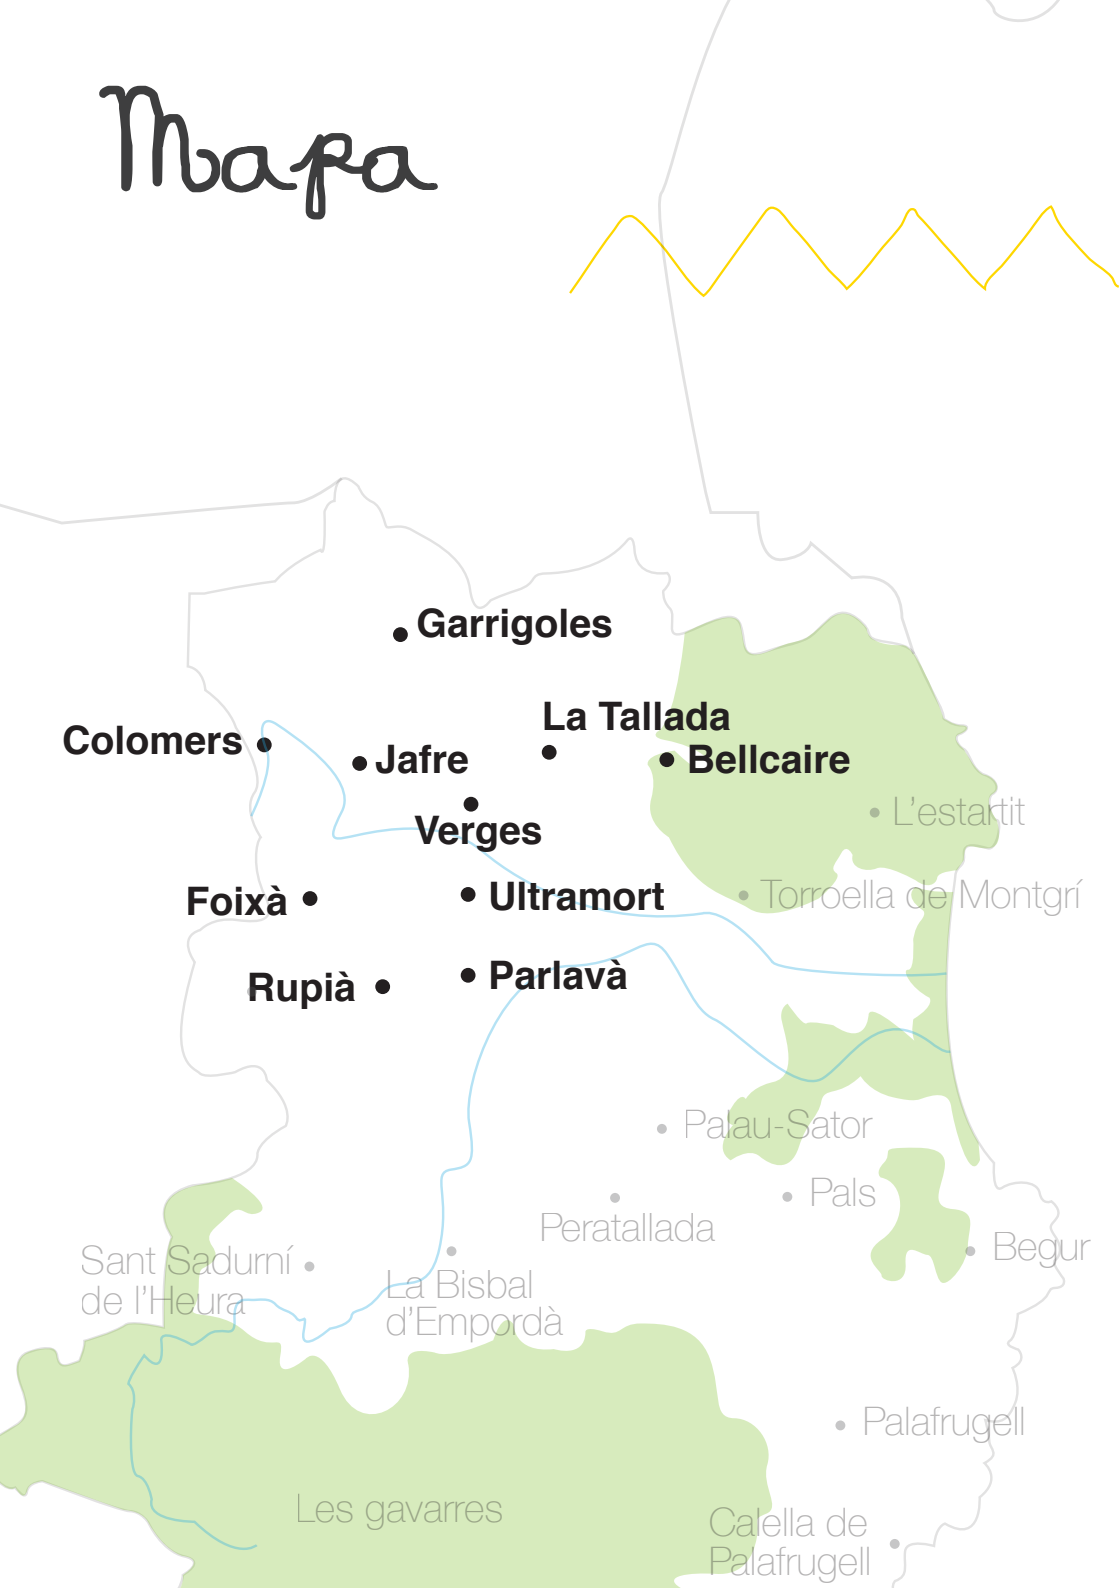 Mapa
Garrigoles
La Tallada
Colomers
Jafre
Bellcaire
L'estartit
Verges
Foixà
Ultramort
Torroella de Montgrí
Rupià
Parlavà
Palau-Sator
Pals
Peratallada
Begur
Sant Sadurní
de l'Heura
La Bisbal
d'Empordà
Palafrugell
Les gavarres
Calella de
Palafrugell